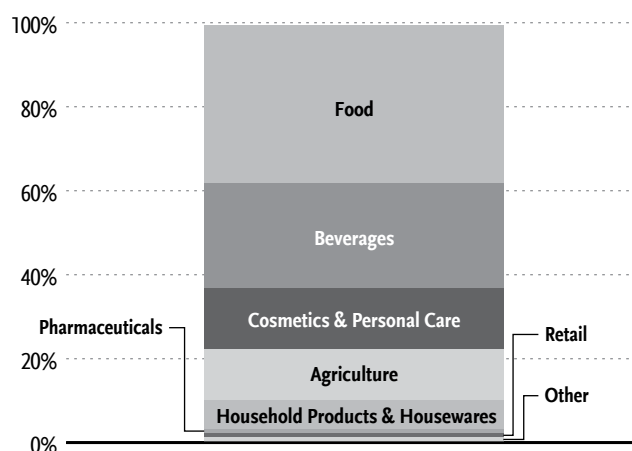 100%
Food
80%
60%
Beverages
40%
Cosmetics & Personal Care
Pharmaceuticals
Retail
20%
Agriculture
Other
Household Products & Housewares
0%